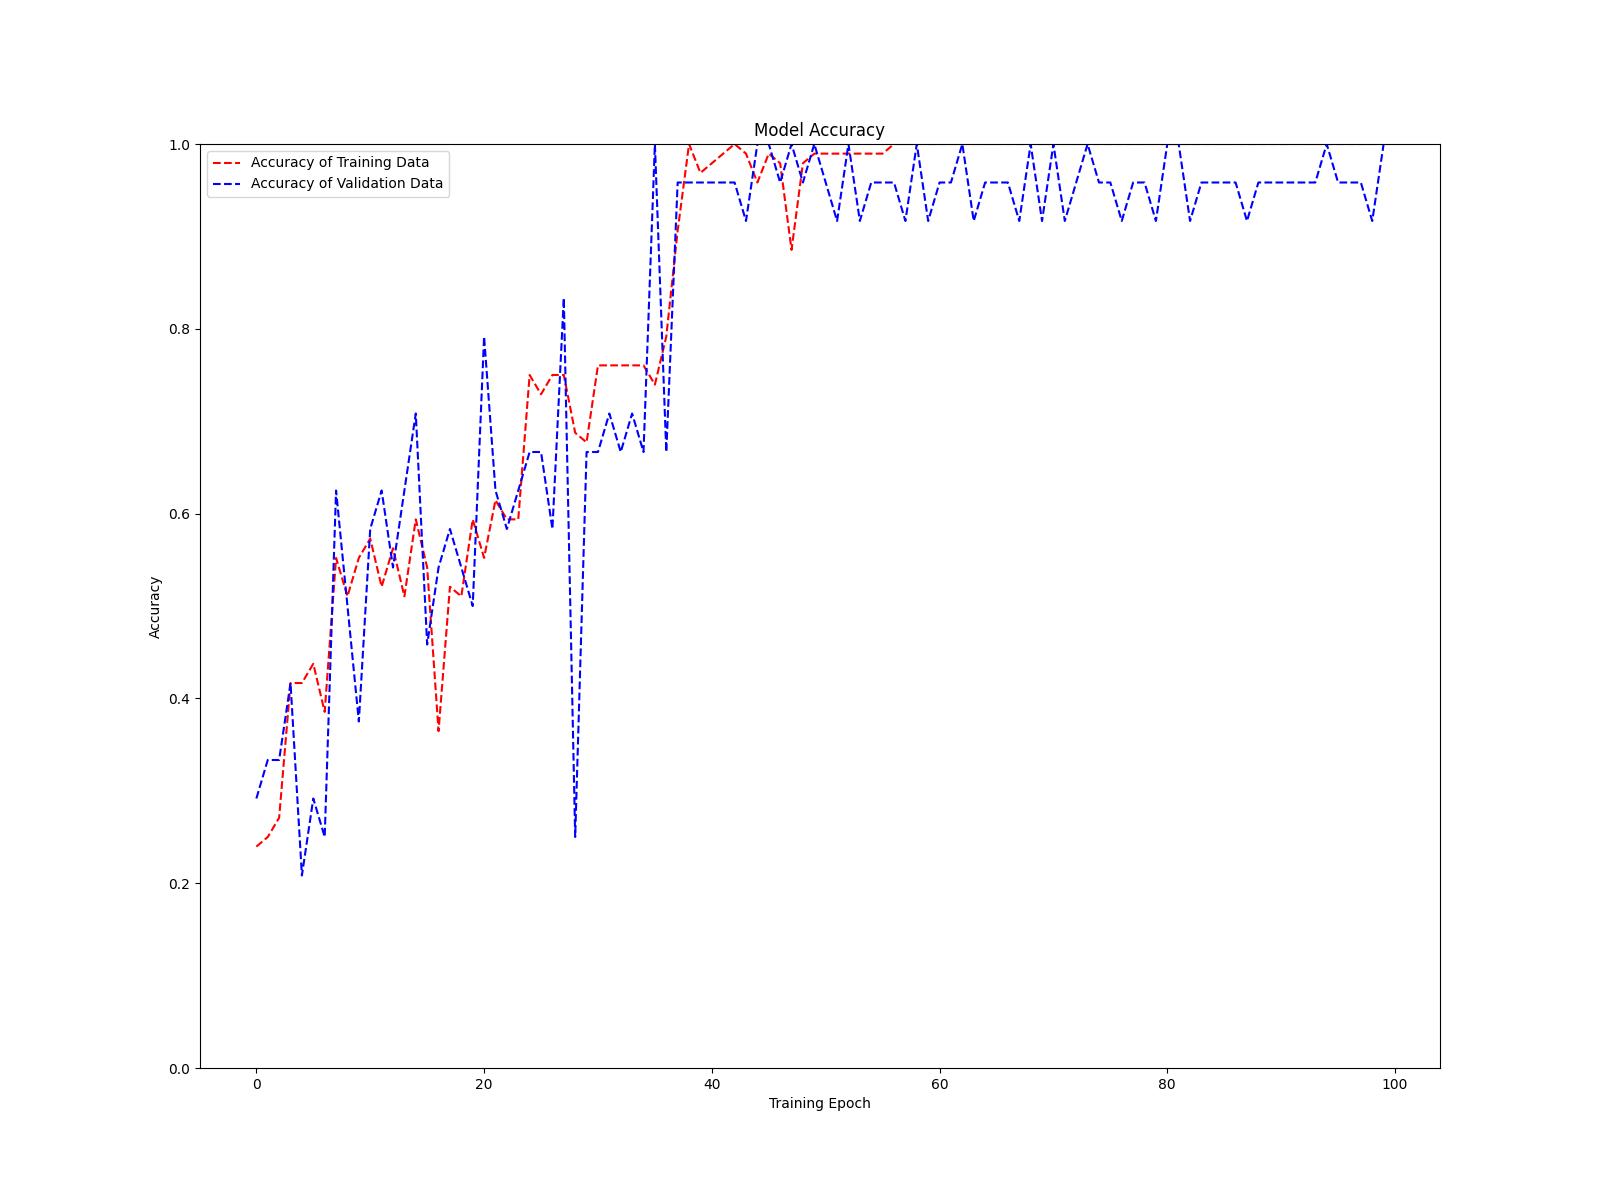 Model Accuracy
Accuracy of Training Data
Accuracy of Validation Data
Accuracy
1.0
0.8
0.6
0.4
0.2
0.0
0 20 40 60 80 100
Training Epoch